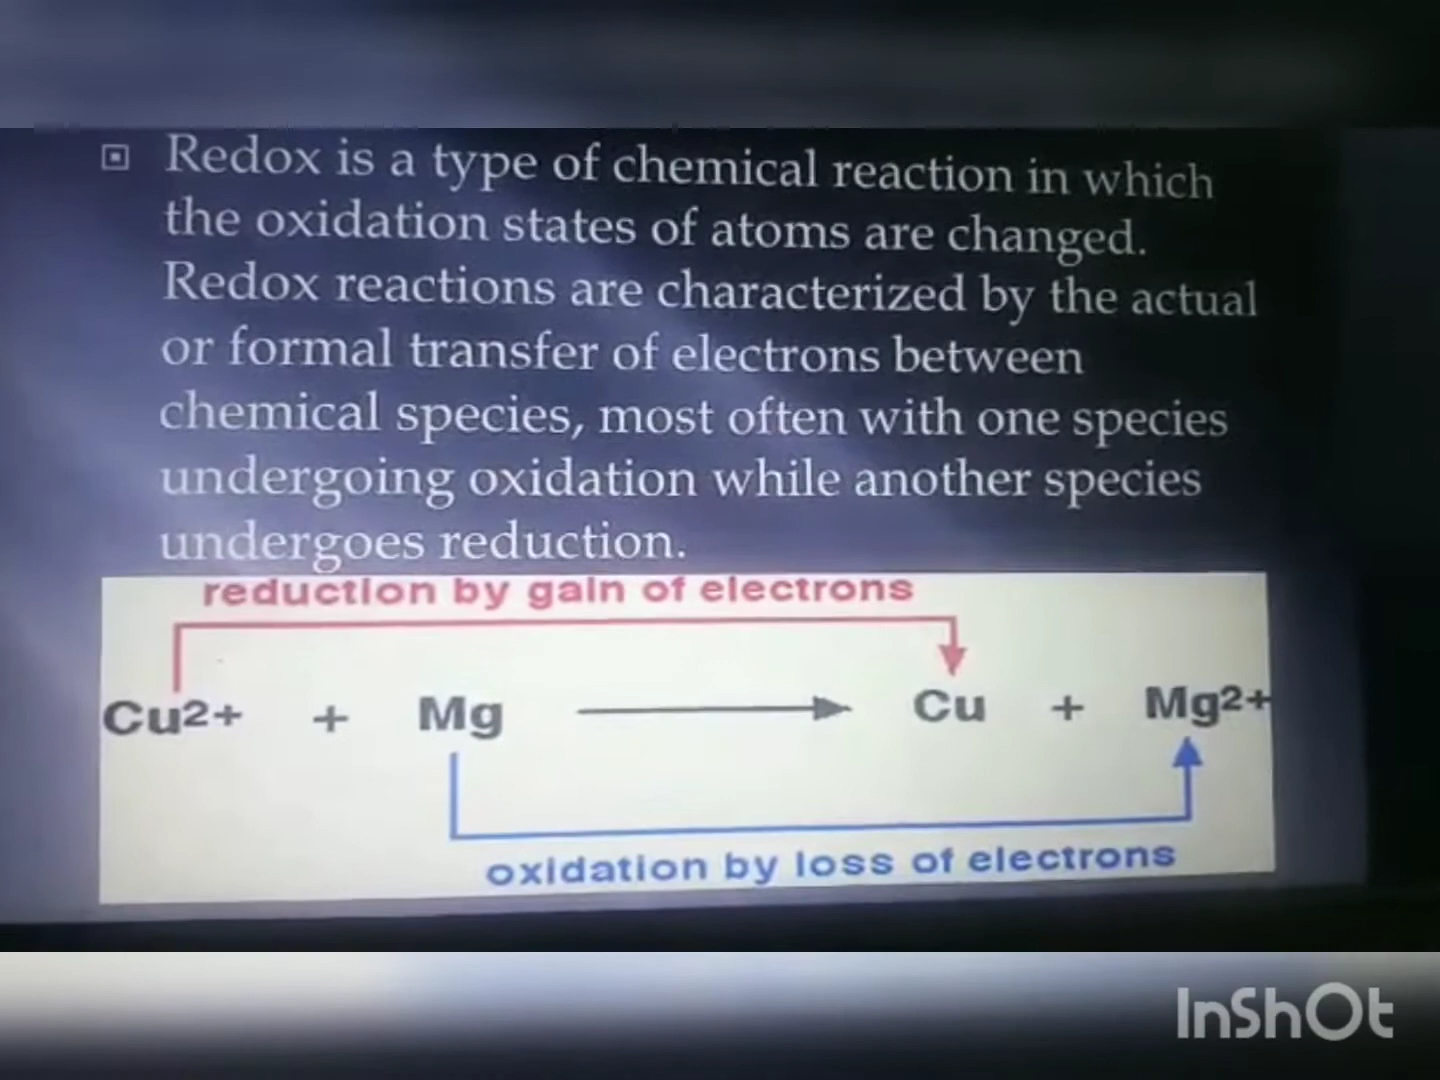 Redox is a type of chemical reaction in which
the oxidation states of atoms are changed.
Redox reactions are characterized by the actual
or formal transfer of electrons between
chemical species, most often with one species
undergoing oxidation while another species
undergoes reduction.
reduction by gain of electrons
Cu2+ + Mg Cu + Mg2+
oxidation by loss of electrons
InShOt